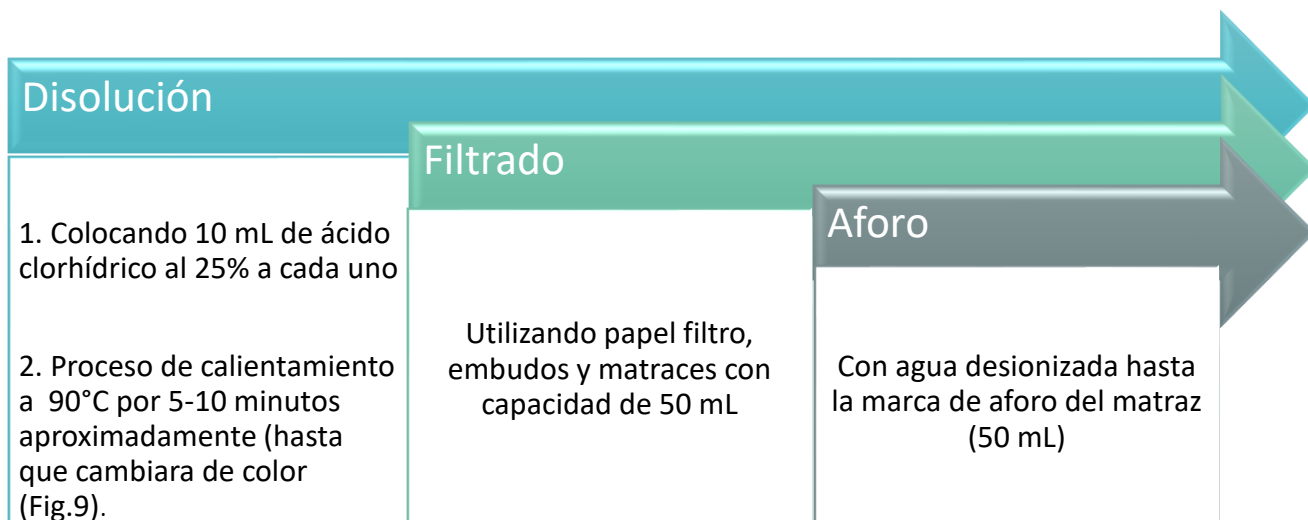 Disolución
1. Colocando 10 mL de ácido
clorhídrico al 25% a cada uno
2. Proceso de calientamiento
a 90°C por 5-10 minutos
aproximadamente (hasta
que cambiara de color
(Fig.9).
Filtrado
Utilizando papel filtro,
embudos y matraces con
capacidad de 50 mL
Aforo
Con agua desionizada hasta
la marca de aforo del matraz
(50 mL)